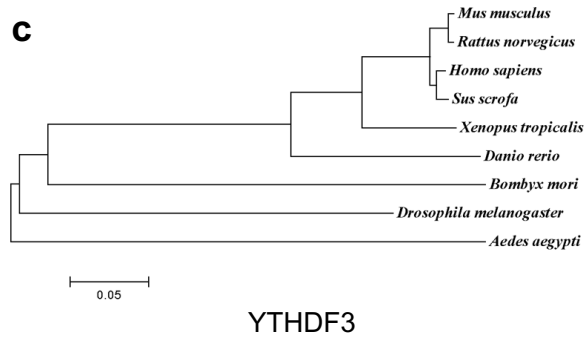 c
Mus musculus
Rattus norvegicus
Homo sapiens
Sus scrofa
Xenopus tropicalis
Danio rerio
Bombyx mori
Drosophila melanogaster
Aedes aegypti
0.05
YTHDF3